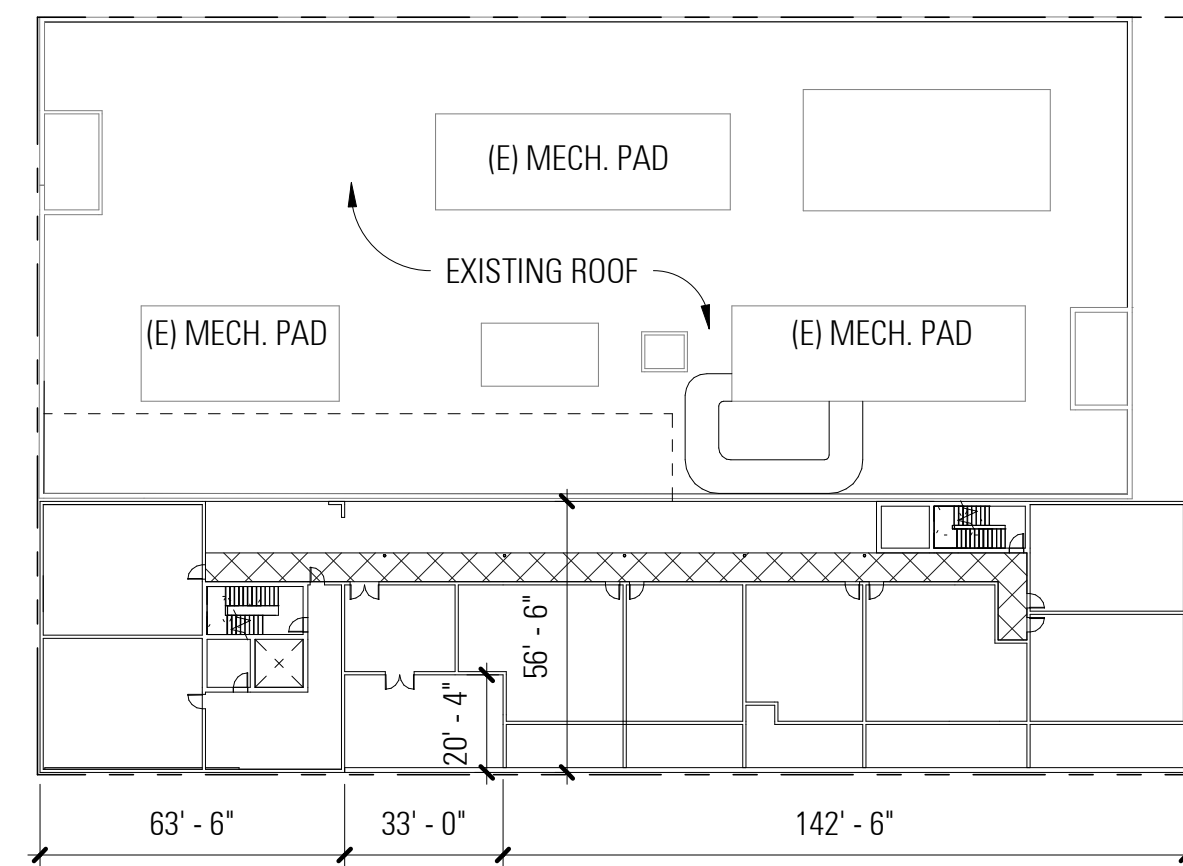 (E) MECH. PAD
EXISTING ROOF
(E) MECH. PAD
(E) MECH. PAD
56' - 6"
20' - 4"
63' - 6"
33' - 0"
142' - 6"